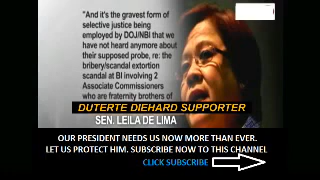 "And it's the gravest form of
selective justice being
employed by DOJ/NBI that
we have not heard anymore about
their supposed probe, re: the
bribery/scandal extortion
scandal at BI involving 2
Associate Commissioners
who are fraternity brothers of
DUTERTE DIEHARD SUPPORTER
SEN. LEILA DE LIMA
OUR PRESIDENT NEEDS US NOW MORE THAN EVER.
LET US PROTECT HIM. SUBSCRIBE NOW TO THIS CHANNEL
CLICK SUBSCRIBE